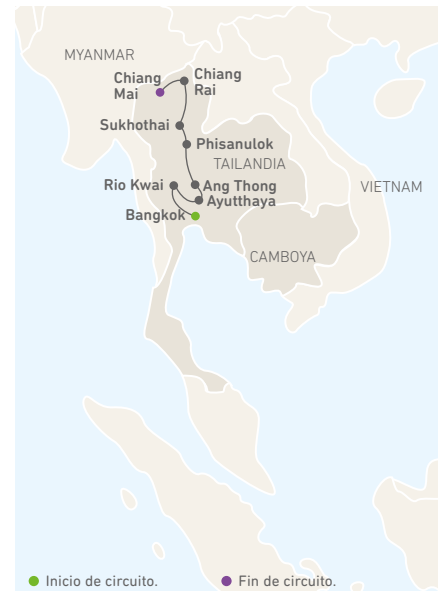 MYANMAR
Chiang
Mai
Chiang
Rai
Sukhothai
Phisanulok
TAILANDIA
Rio Kwai
Ang Thong
Ayutthaya
VIETNAM
Bangkok
CAMBOYA
Inicio de circuito.
Fin de circuito.